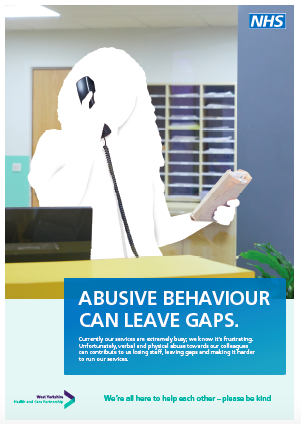 NHS
ABUSIVE BEHAVIOUR
CAN LEAVE GAPS.
Currently our services are extremely busy; we know it's frustrating.
Unfortunately, verbal and physical abuse towards our colleagues
can contribute to us losing staff, leaving gaps and making it harder
to run our services.
West Yorkshire
Health and Care Partnership
We're all here to help each other – please be kind